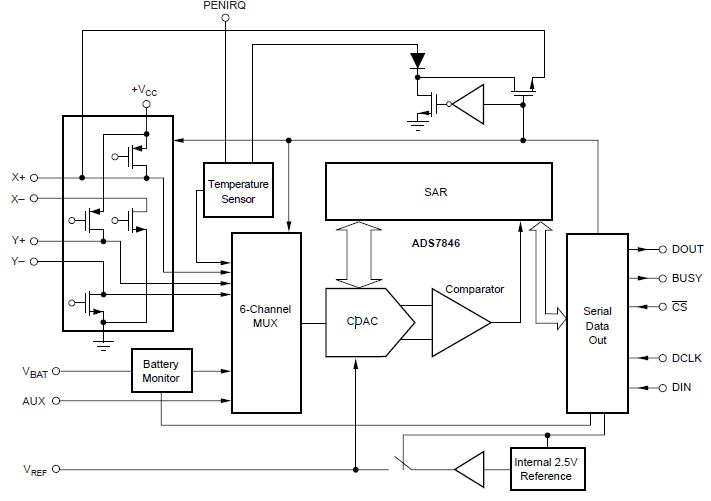 PENIRQ
+VCC
X+
X–
Y+
Y–
Temperature
Sensor
SAR
ADS7846
6-Channel
MUX
CDAC
Comparator
Serial
Data
Out
DOUT
BUSY
CS
DCLK
DIN
VBAT
Battery
Monitor
AUX
VREF
Internal 2.5V
Reference